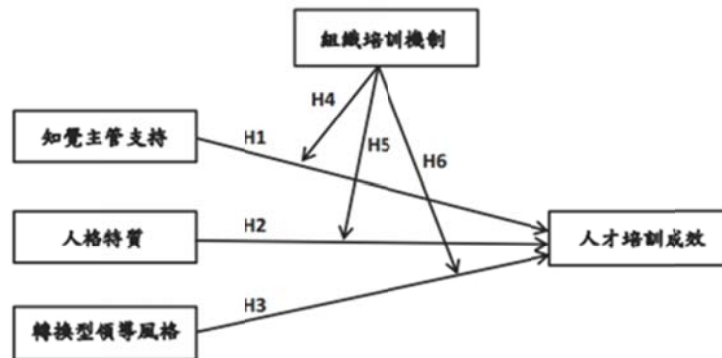 組織培訓機制
H4
知覺主管支持
H1
H5
H6
人格特質
H2
人才培訓成效
H3
轉換型領導風格